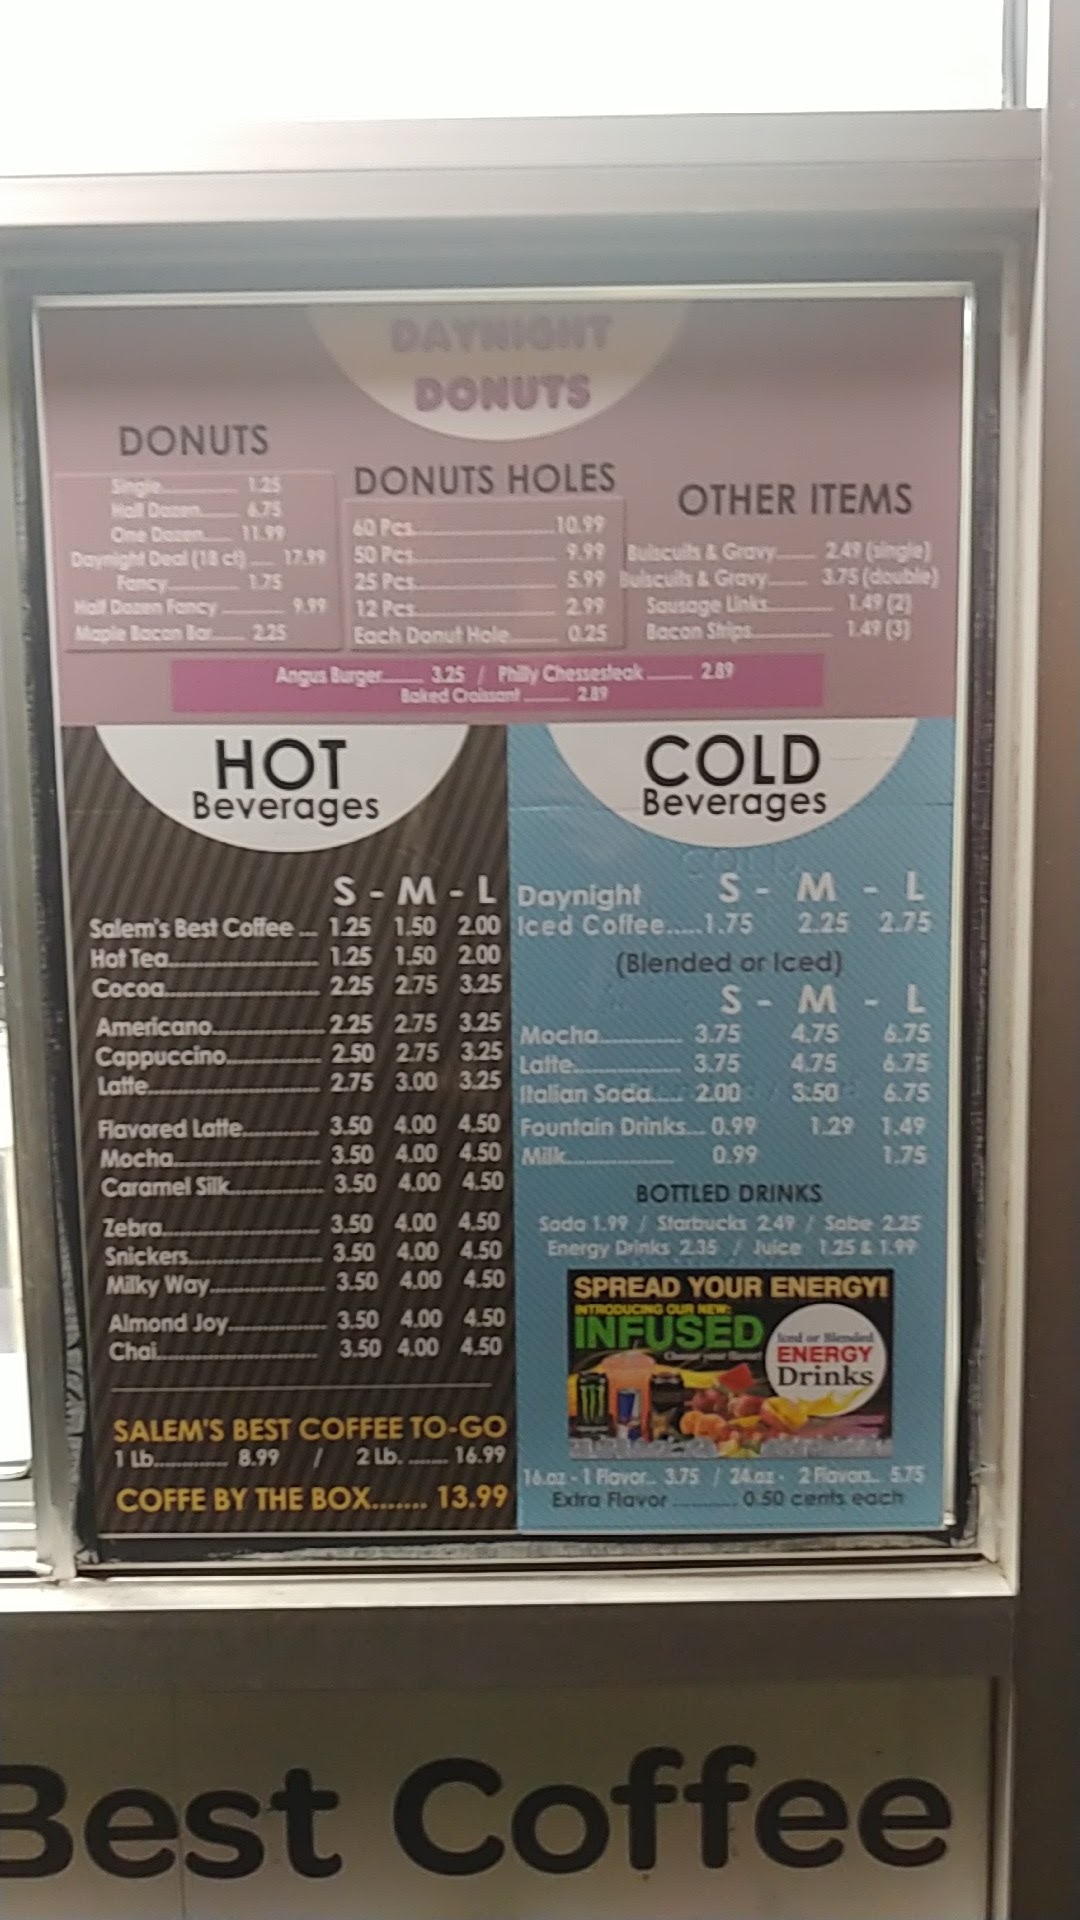 DAYNIGHT
DONUTS
DONUTS
Single.......... 1.25
Half Dozen....... 6.75
One Dozen...... 11.99
Daynight Deal (18 ct)..... 17.99
Fancy............ 1.75
Half Dozen Fancy ............ 9.99
Maple Bacon Bar....... 2.25
DONUTS HOLES
60 Pcs..........................10.99
50 Pcs.......................... 9.99
25 Pcs.......................... 5.99
12 Pcs.......................... 2.99
Each Donut Hole......... 0.25
OTHER ITEMS
Buiscuits & Gravy....... 2.49 (single)
Buiscuits & Gravy....... 3.75 (double)
Sausage Links............ 1.49 (2)
Bacon Strips.............. 1.49 (3)
Angus Burger....... 3.25 / Philly Chessesteak ........ 2.89
Baked Croissant ......... 2.89
HOT
Beverages
S - M - L
Salem's Best Coffee ... 1.25 1.50 2.00
Hot Tea........................ 1.25 1.50 2.00
Cocoa......................... 2.25 2.75 3.25
Americano.................. 2.25 2.75 3.25
Cappuccino............... 2.50 2.75 3.25
Latte........................... 2.75 3.00 3.25
Flavored Latte............ 3.50 4.00 4.50
Mocha....................... 3.50 4.00 4.50
Caramel Silk............... 3.50 4.00 4.50
Zebra......................... 3.50 4.00 4.50
Snickers..................... 3.50 4.00 4.50
Milky Way.................. 3.50 4.00 4.50
Almond Joy............... 3.50 4.00 4.50
Chai.......................... 3.50 4.00 4.50
SALEM'S BEST COFFEE TO-GO
1 Lb............. 8.99 / 2 Lb. ....... 16.99
COFFE BY THE BOX....... 13.99
COLD
Beverages
Daynight S - M - L
Iced Coffee.....1.75 2.25 2.75
(Blended or Iced)
S - M - L
Mocha.............. 3.75 4.75 6.75
Latte.................. 3.75 4.75 6.75
Italian Soda..... 2.00 3.50 6.75
Fountain Drinks... 0.99 1.29 1.49
Milk.................. 0.99 1.75
BOTTLED DRINKS
Soda 1.99 / Starbucks 2.49 / Sobe 2.25
Energy Drinks 2.35 / Juice 1.25 & 1.99
SPREAD YOUR ENERGY!
INTRODUCING OUR NEW:
INFUSED
Iced or Blended
ENERGY
Drinks
16.oz - 1 Flavor.. 3.75 / 24.oz - 2 Flavors.. 5.75
Extra Flavor ........... 0.50 cents each
Best Coffee